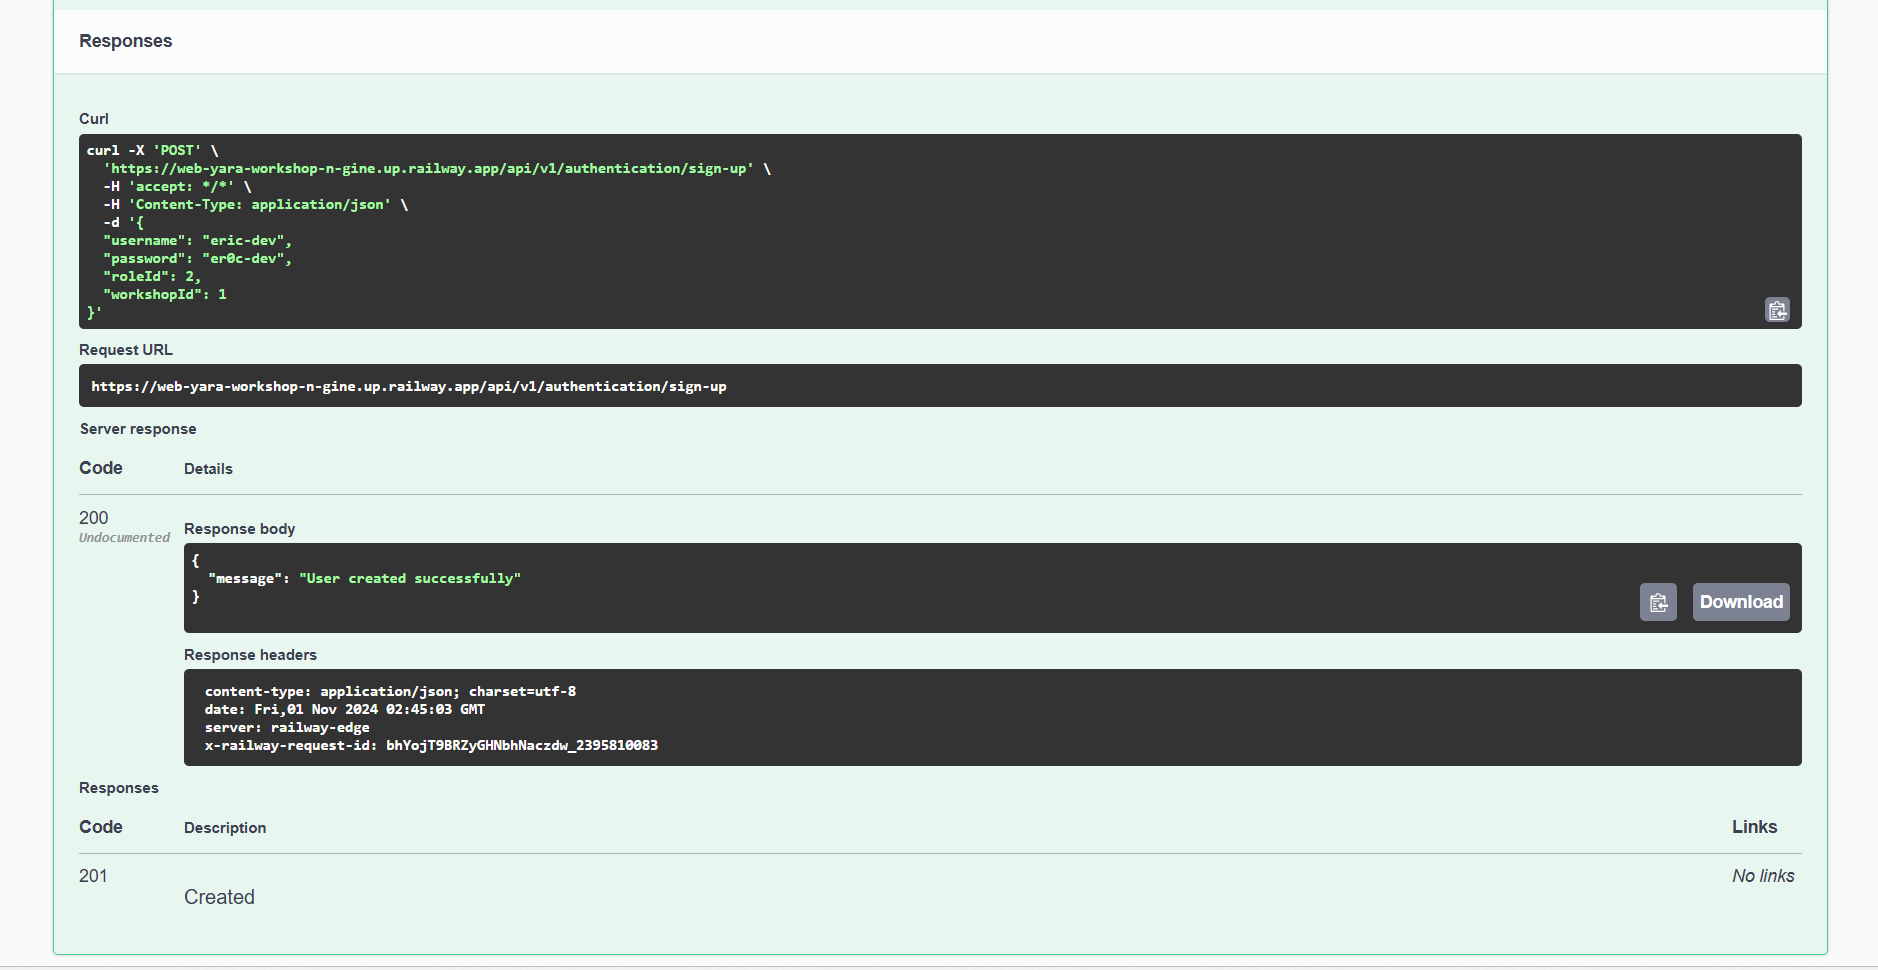 Responses
Curl
curl -X 'POST' \
'https://web-yara-workshop-n-gine.up.railway.app/api/v1/authentication/sign-up' \
-H 'accept: */*' \
-H 'Content-Type: application/json' \
-d '{
"username": "eric-dev",
"password": "er0c-dev",
"roleId": 2,
"workshopId": 1
}'
Request URL
https://web-yara-workshop-n-gine.up.railway.app/api/v1/authentication/sign-up
Server response
Code Details
200
Undocumented
Response body
{
"message": "User created successfully"
}
Download
Response headers
content-type: application/json; charset=utf-8
date: Fri,01 Nov 2024 02:45:03 GMT
server: railway-edge
x-railway-request-id: bhYojT9BRZyGHNbhNaczdw_2395810083
Responses
Code Description Links
201 No links
Created